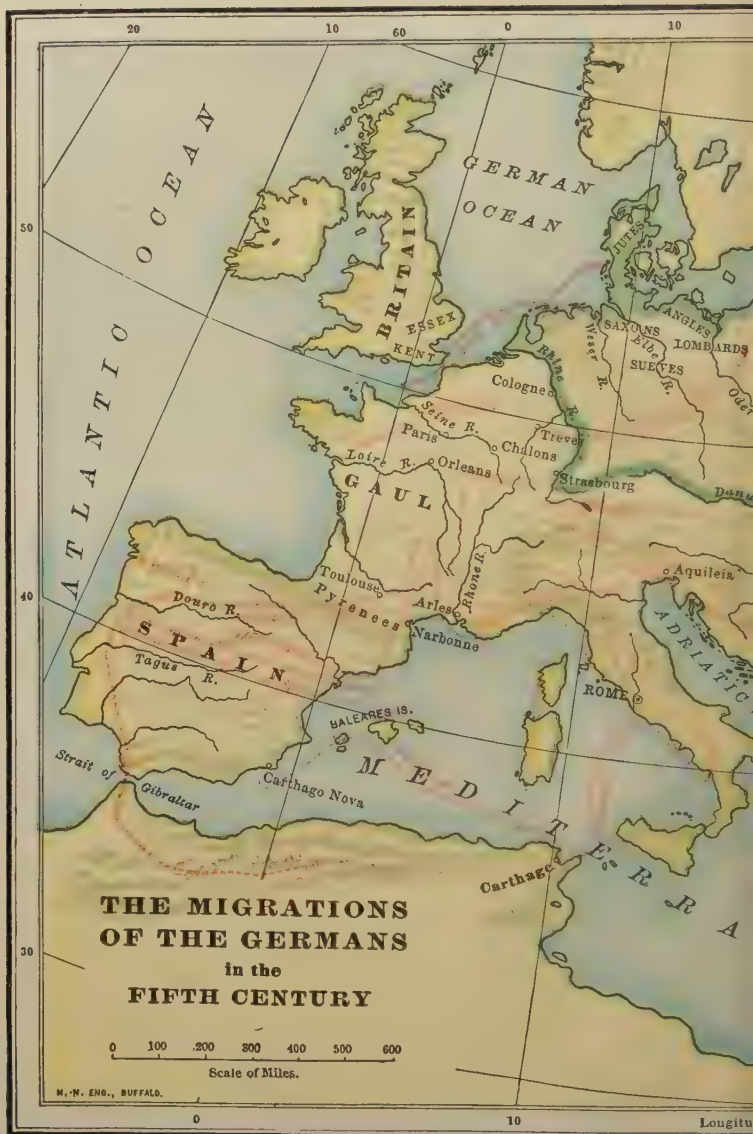 20
10
60
0
10
ATLANTIC OCEAN
GERMAN
OCEAN
50
BRITAIN
ESSEX
KENT
JUTES
ANGLES
SAXONS
LOMBARDS
SUEVES
Weser R.
Elbe R.
Oder
Rhine R.
Cologne
Treves
Seine R.
Paris
Chalons
Loire R.
Orleans
Strasbourg
Danu
GAUL
Aquileia
Toulouse
Rhone R.
Arles
Pyrenees
Narbonne
40
Douro R.
SPAIN
Tagus R.
ADRIATIC
ROME
BALEARES IS.
MEDITERRA
Strait of Gibraltar
Carthago Nova
Carthage
THE MIGRATIONS
OF THE GERMANS
in the
FIFTH CENTURY
30
0 100 200 300 400 500 600
Scale of Miles.
M.-N. ENG., BUFFALO.
0
10
Longitu